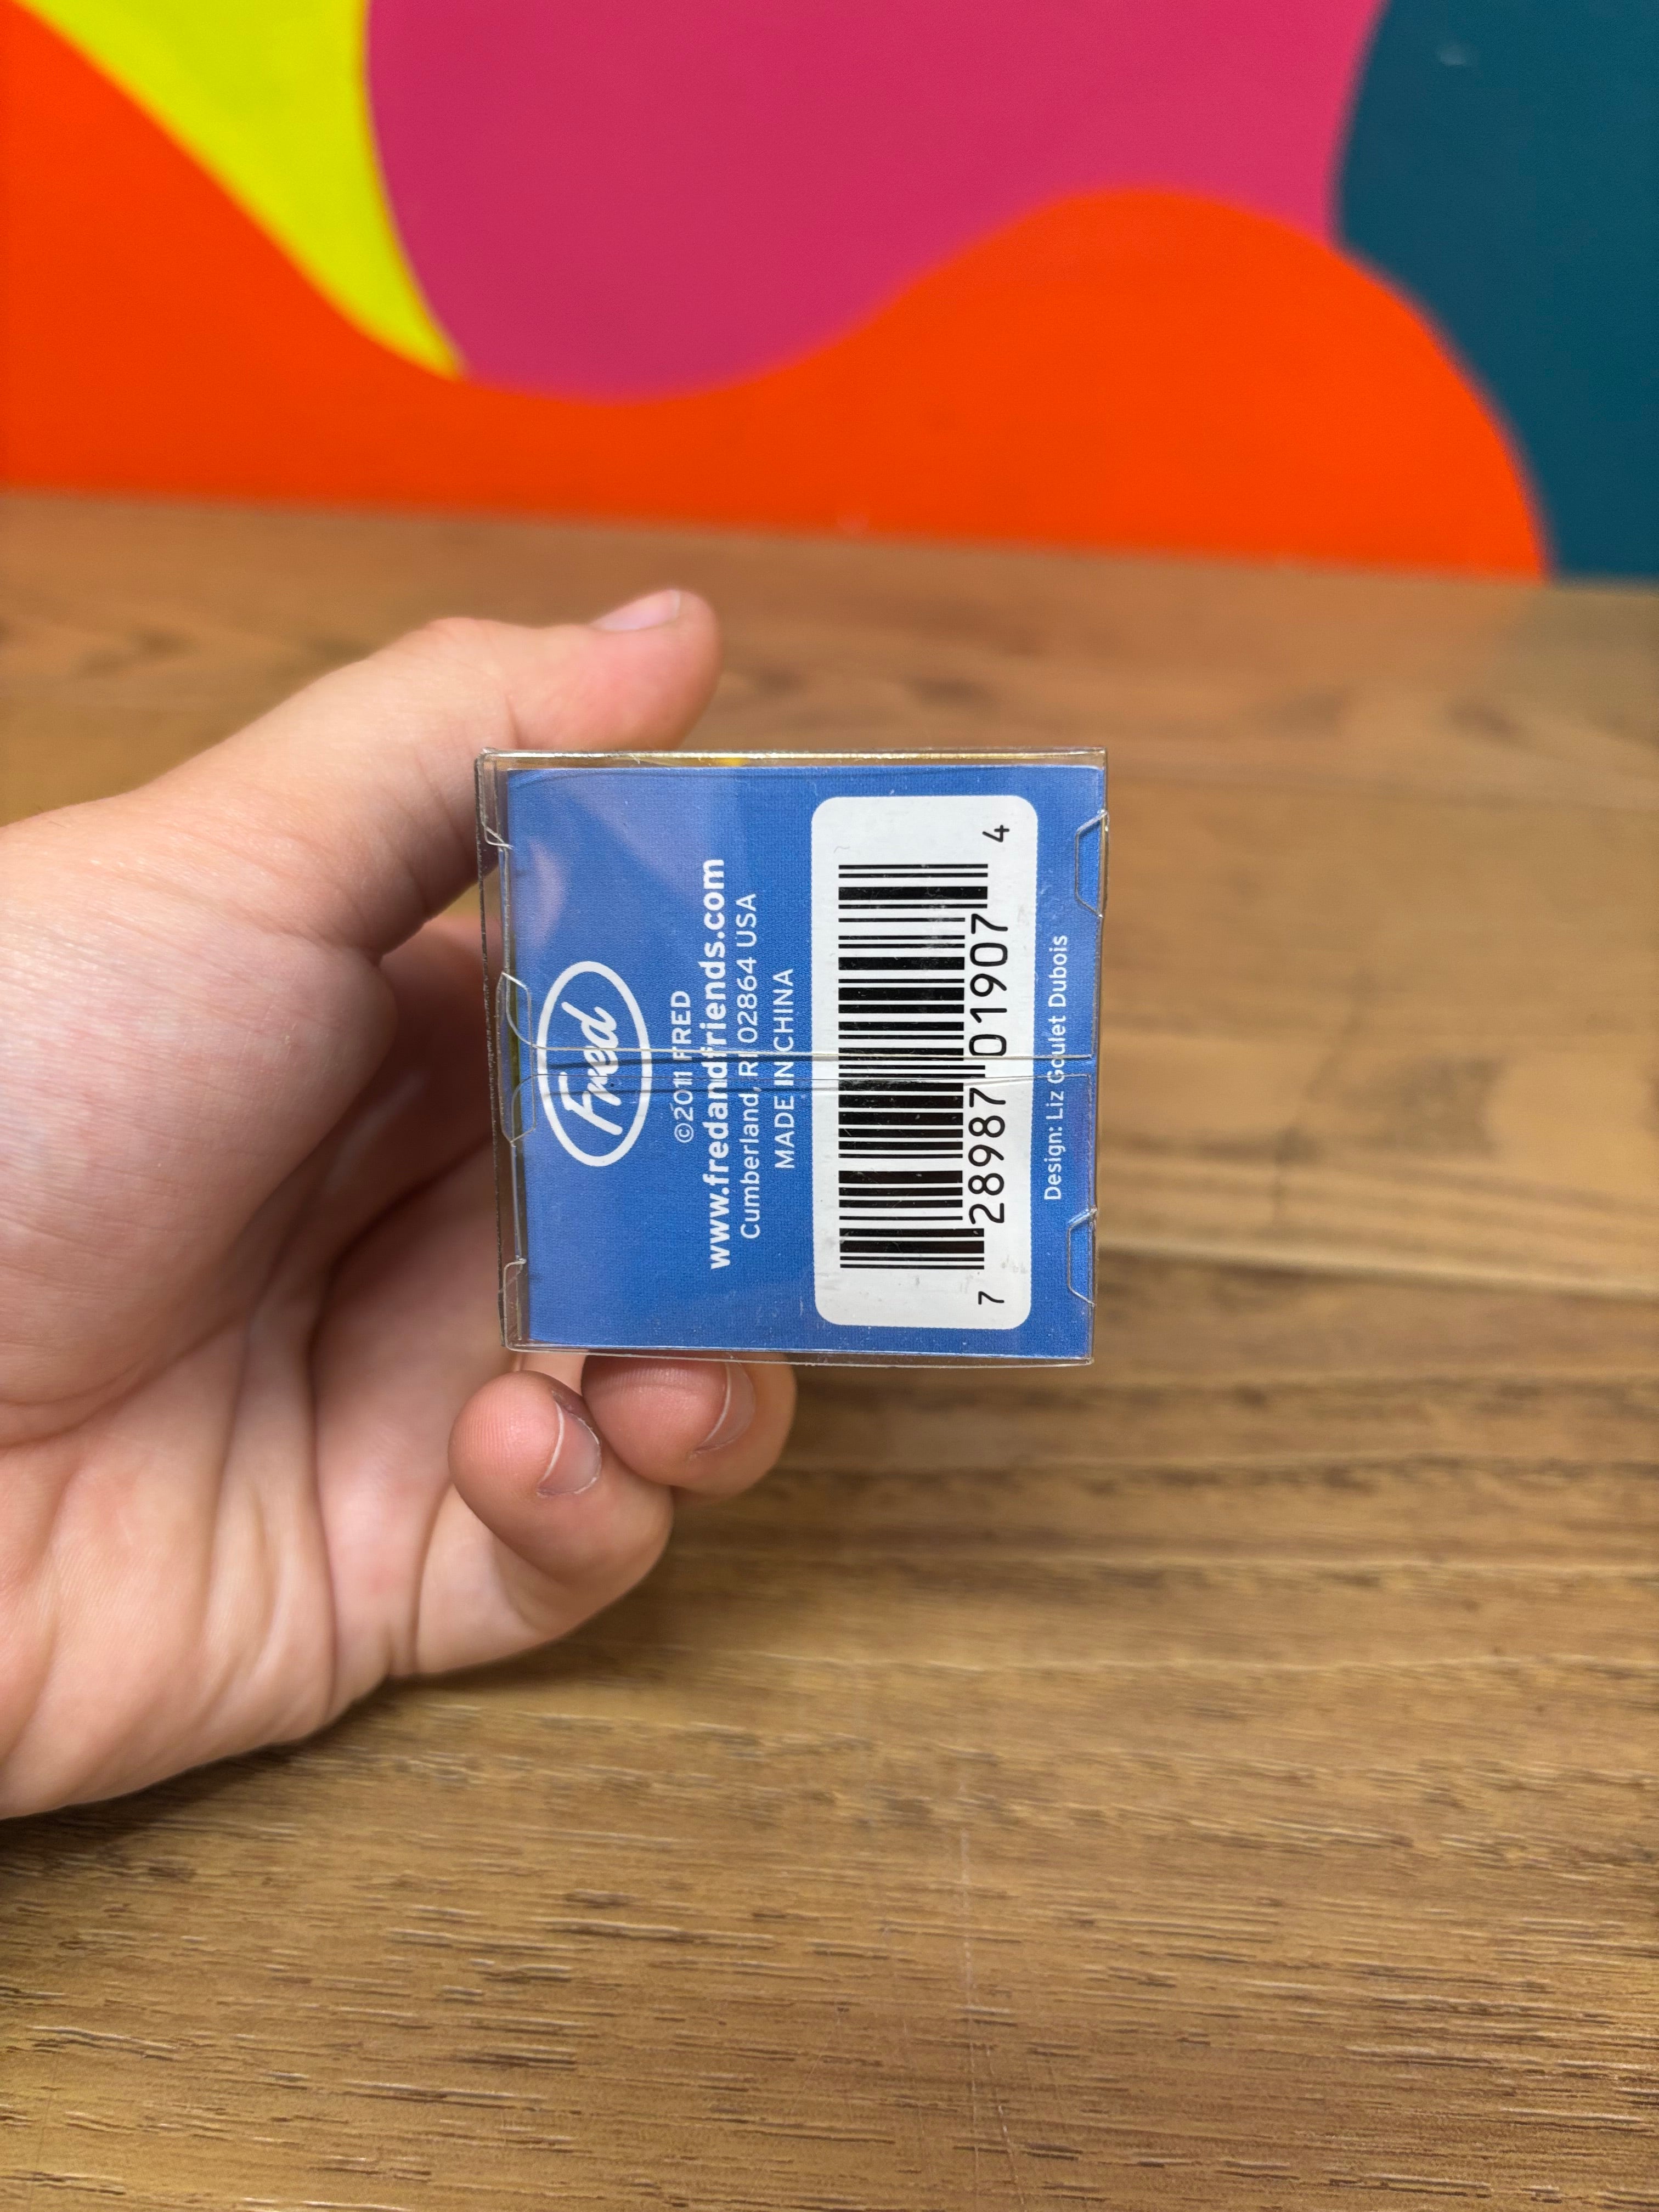 Fred
©2011 FRED
www.fredandfriends.com
Cumberland, RI 02864 USA
MADE IN CHINA
7 28987 01907 4
Design: Liz Goulet Dubois